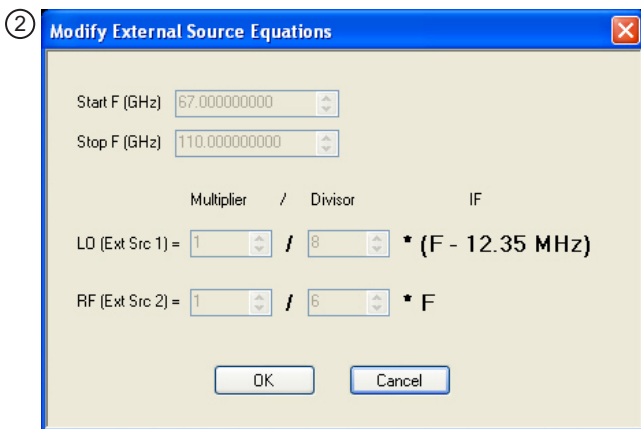 2
Modify External Source Equations
Start F (GHz) 67.000000000
Stop F (GHz) 110.000000000
Multiplier / Divisor IF
LO (Ext Src 1) = 1 / 8 * (F - 12.35 MHz)
RF (Ext Src 2) = 1 / 6 * F
OK Cancel